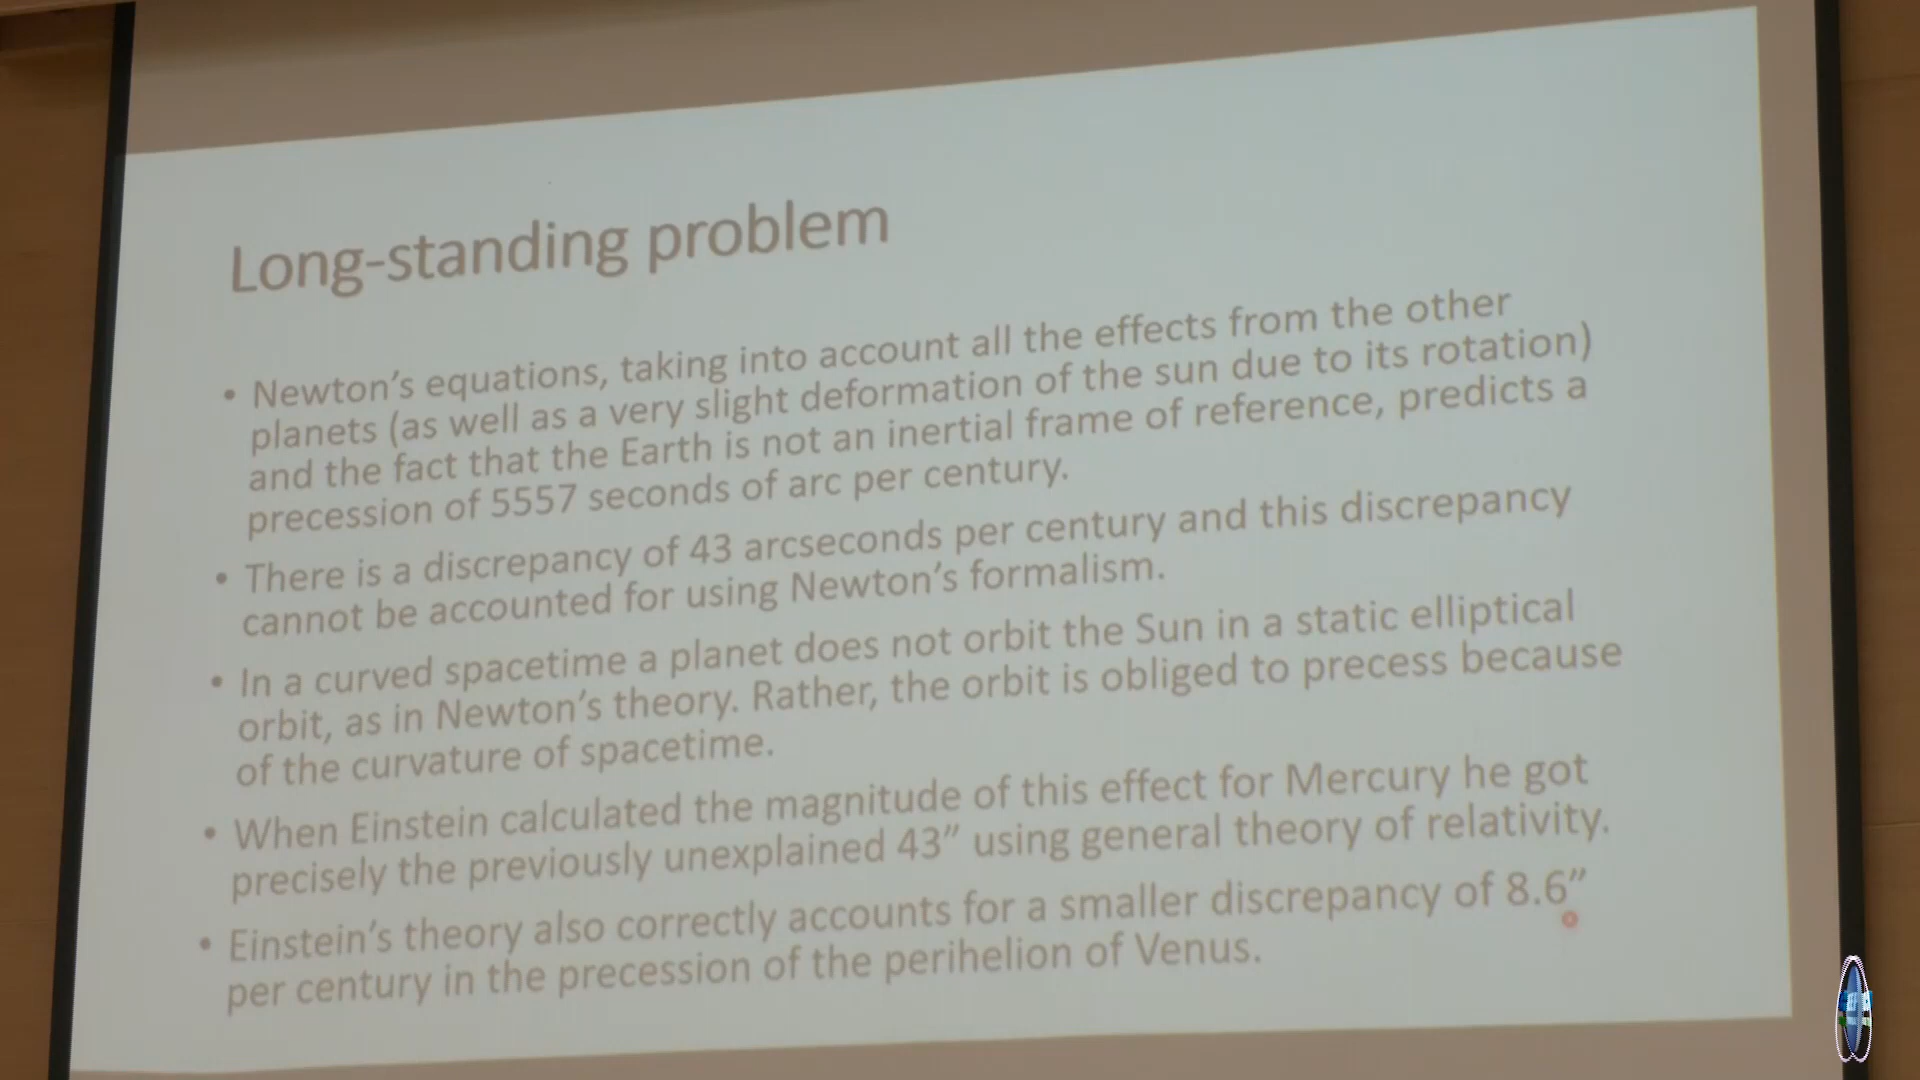 Long-standing problem
• Newton's equations, taking into account all the effects from the other
planets (as well as a very slight deformation of the sun due to its rotation)
and the fact that the Earth is not an inertial frame of reference, predicts a
precession of 5557 seconds of arc per century.
• There is a discrepancy of 43 arcseconds per century and this discrepancy
cannot be accounted for using Newton's formalism.
• In a curved spacetime a planet does not orbit the Sun in a static elliptical
orbit, as in Newton's theory. Rather, the orbit is obliged to precess because
of the curvature of spacetime.
• When Einstein calculated the magnitude of this effect for Mercury he got
precisely the previously unexplained 43” using general theory of relativity.
• Einstein's theory also correctly accounts for a smaller discrepancy of 8.6”
per century in the precession of the perihelion of Venus.